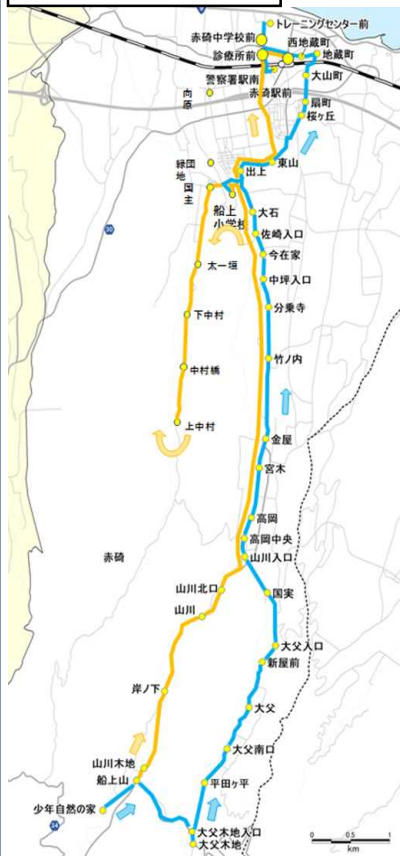 トレーニングセンター前
赤碕中学校前
西地蔵町
診療所前
地蔵町
警察署駅南
大山町
向原
赤碕駅前
扇町
桜ヶ丘
緑団地
東山
出上
国主
船上小学校
大石
佐崎入口
今在家
太一垣
中坪入口
分乗寺
下中村
竹ノ内
中村橋
上中村
金屋
宮木
高岡
高岡中央
赤碕
山川入口
山川北口
国実
山川
大父入口
新屋前
岸ノ下
大父
大父南口
山川木地
船上山
平田ヶ平
少年自然の家
大父木地入口
大父木地
0 0.5 1
km
30
34